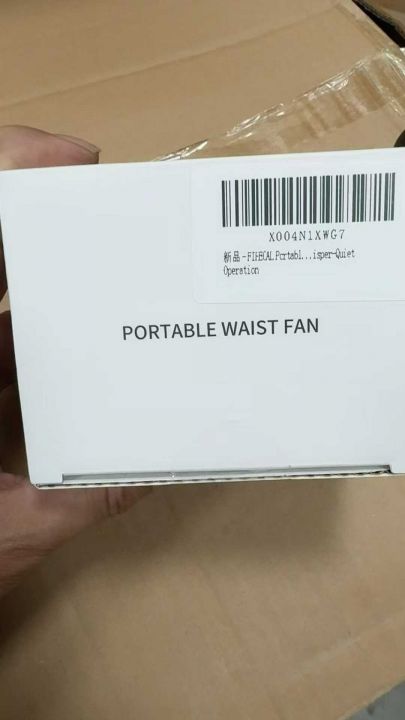 X004N1XWG7
新品 - FIHECAL Portabl...isper-Quiet
Operation
PORTABLE WAIST FAN